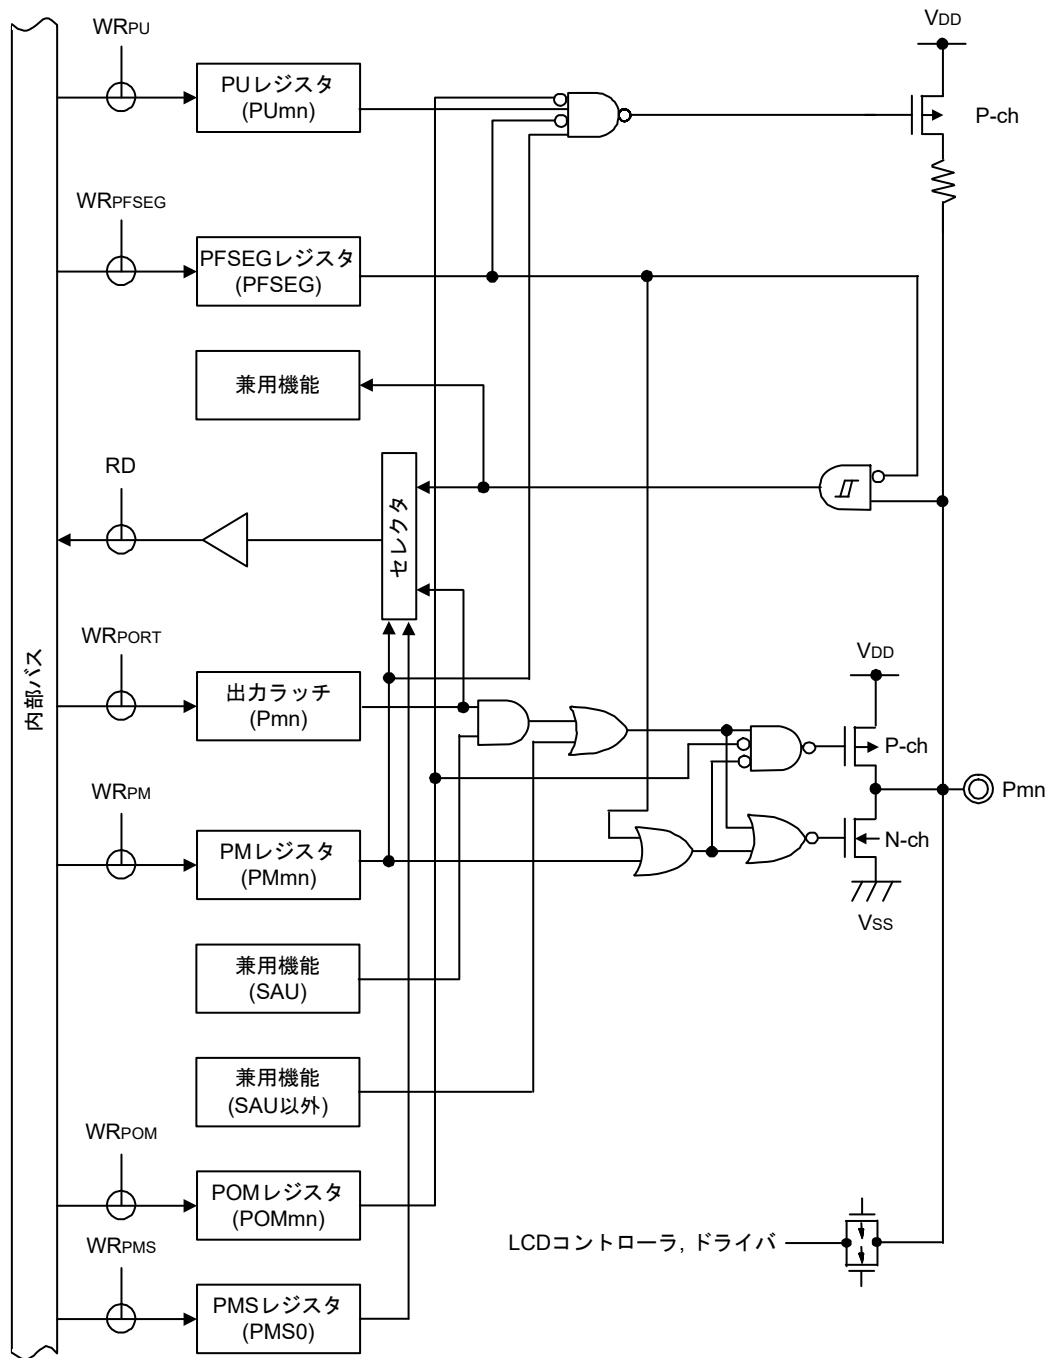 WRPU
VDD
PUレジスタ
(PUmn)
P-ch
WRPFSEG
PFSEGレジスタ
(PFSEG)
兼用機能
RD
セレクタ
WRPORT
内部バス
出力ラッチ
(Pmn)
VDD
P-ch
Pmn
WRPM
PMレジスタ
(PMmn)
N-ch
VSS
兼用機能
(SAU)
兼用機能
(SAU以外)
WRPOM
POMレジスタ
(POMmn)
LCDコントローラ, ドライバ
WRPMS
PMSレジスタ
(PMS0)